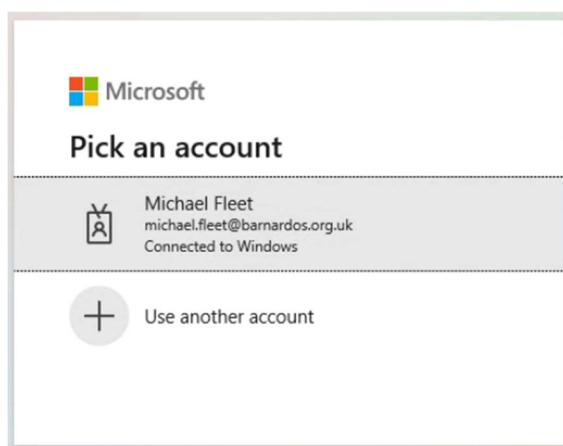 Microsoft
Pick an account
Michael Fleet
michael.fleet@barnardos.org.uk
Connected to Windows
Use another account